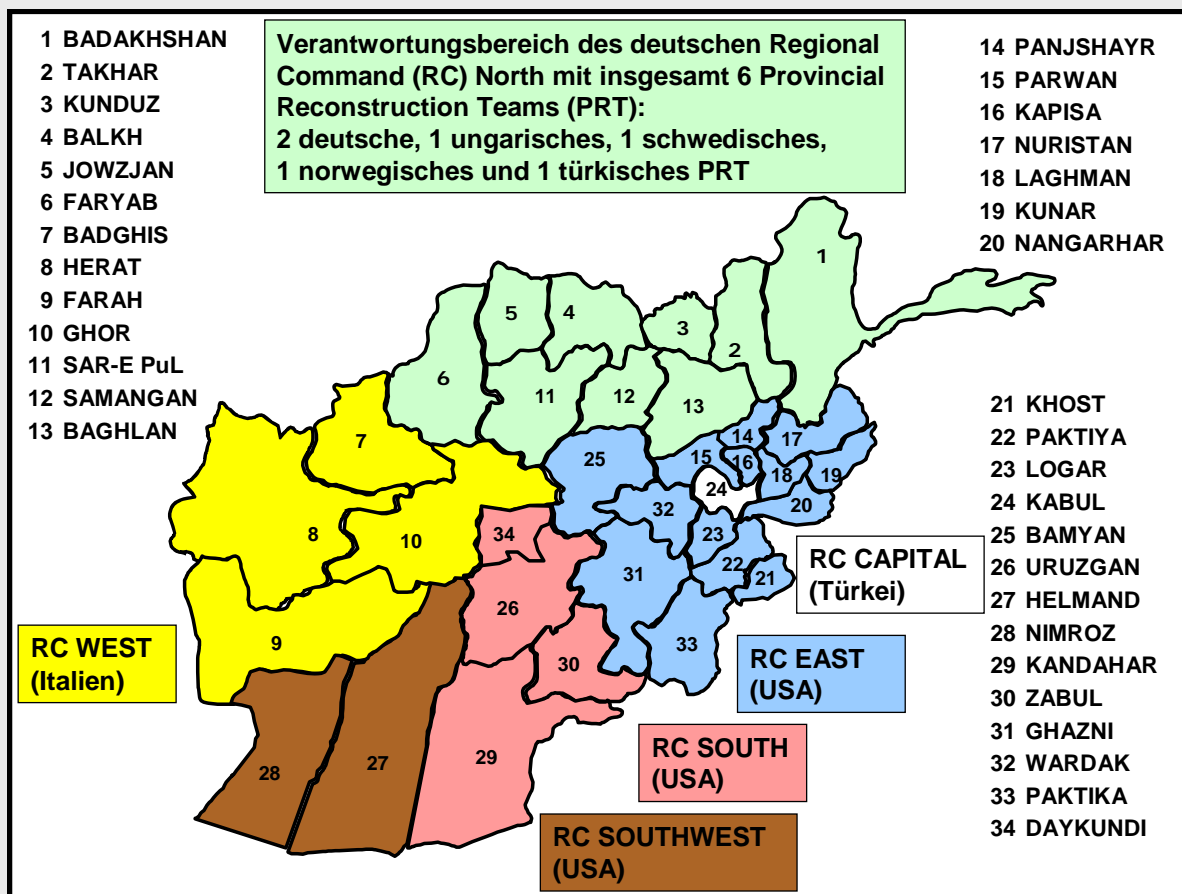 1 BADAKHSHAN
2 TAKHAR
3 KUNDUZ
4 BALKH
5 JOWZJAN
6 FARYAB
7 BADGHIS
8 HERAT
9 FARAH
10 GHOR
11 SAR-E PuL
12 SAMANGAN
13 BAGHLAN
Verantwortungsbereich des deutschen Regional
Command (RC) North mit insgesamt 6 Provincial
Reconstruction Teams (PRT):
2 deutsche, 1 ungarisches, 1 schwedisches,
1 norwegisches und 1 türkisches PRT
14 PANJSHAYR
15 PARWAN
16 KAPISA
17 NURISTAN
18 LAGHMAN
19 KUNAR
20 NANGARHAR
21 KHOST
22 PAKTIYA
23 LOGAR
24 KABUL
25 BAMYAN
26 URUZGAN
27 HELMAND
28 NIMROZ
29 KANDAHAR
30 ZABUL
31 GHAZNI
32 WARDAK
33 PAKTIKA
34 DAYKUNDI
1
5
4
3
2
6
11
12
13
7
25
14
17
15
16
18
19
24
20
32
8
10
34
23
22
21
31
26
9
33
30
28
27
29
RC CAPITAL
(Türkei)
RC WEST
(Italien)
RC EAST
(USA)
RC SOUTH
(USA)
RC SOUTHWEST
(USA)